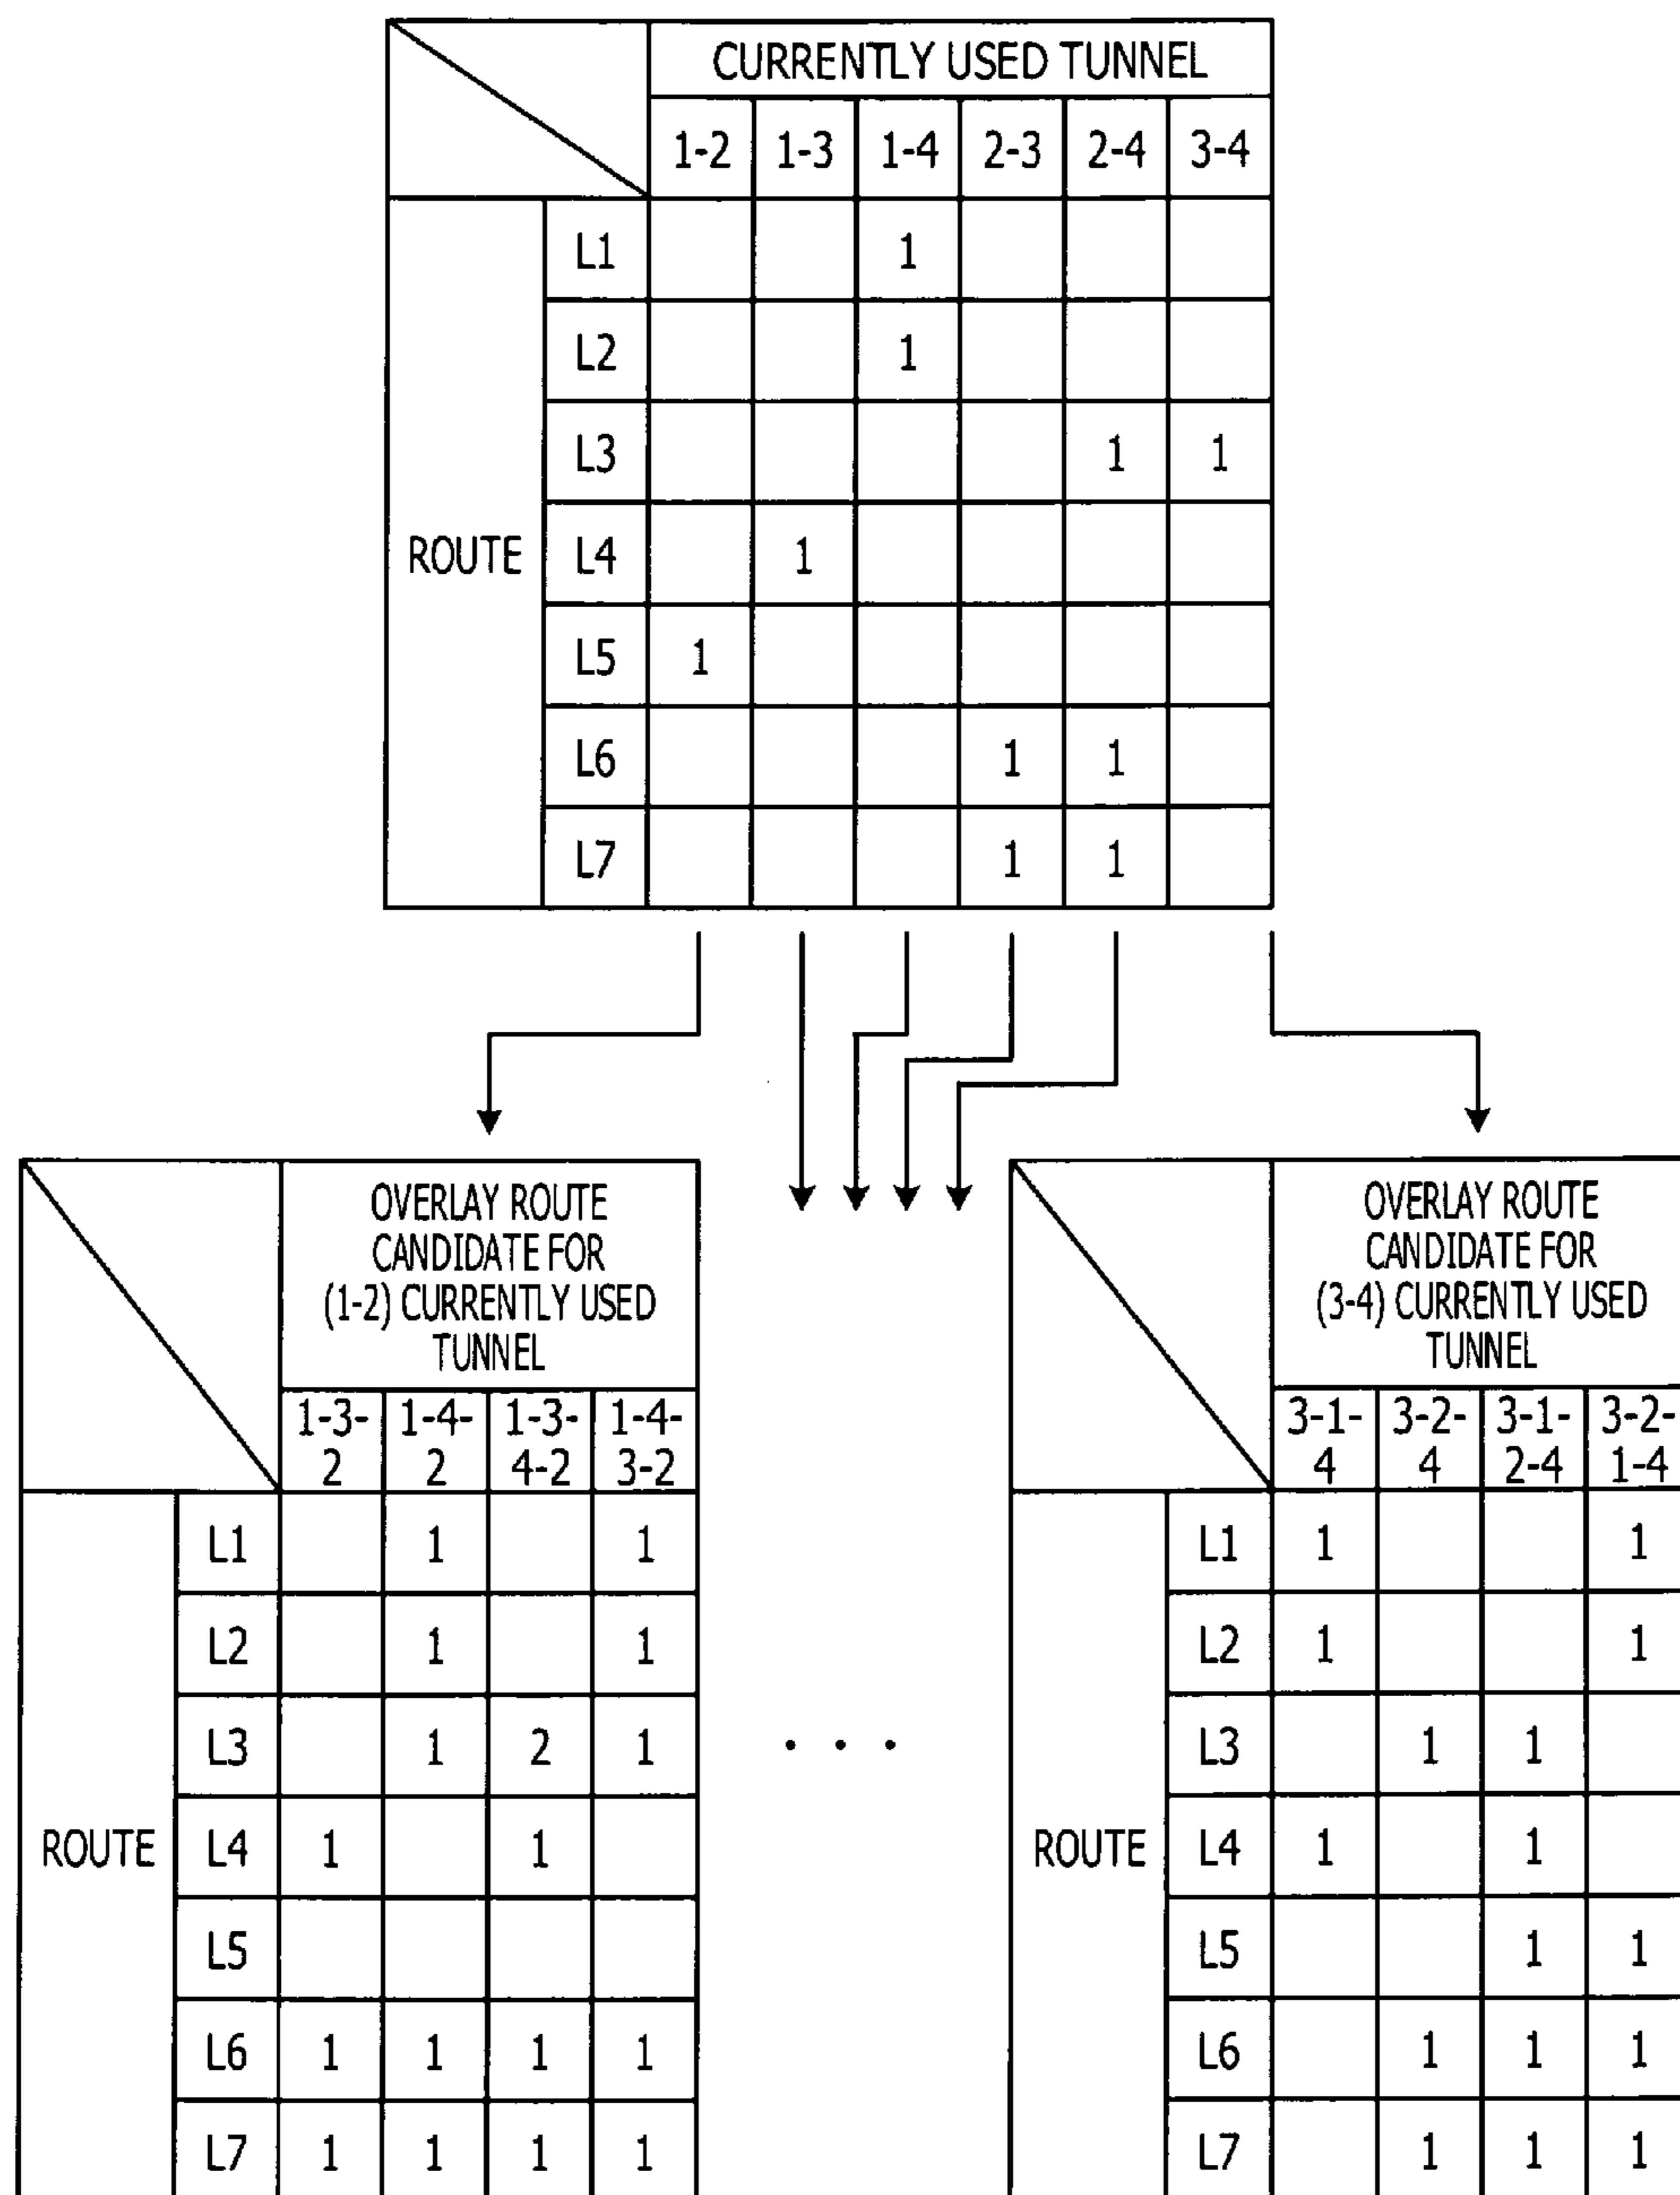 CURRENTLY USED TUNNEL
1-2 1-3 1-4 2-3 2-4 3-4
L1 1
L2 1
L3 1 1
ROUTE L4 1
L5 1
L6 1 1
L7 1 1
OVERLAY ROUTE
CANDIDATE FOR
(1-2) CURRENTLY USED
TUNNEL
1-3- 1-4- 1-3- 1-4-
2 2 4-2 3-2
L1 1 1
L2 1 1
L3 1 2 1
ROUTE L4 1 1
L5
L6 1 1 1 1
L7 1 1 1 1
. . .
OVERLAY ROUTE
CANDIDATE FOR
(3-4) CURRENTLY USED
TUNNEL
3-1- 3-2- 3-1- 3-2-
4 4 2-4 1-4
L1 1 1
L2 1 1
L3 1 1
ROUTE L4 1 1
L5 1 1
L6 1 1 1
L7 1 1 1